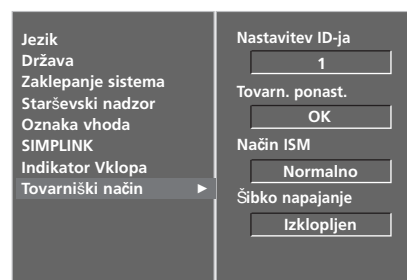 Jezik
Država
Zaklepanje sistema
Starševski nadzor
Oznaka vhoda
SIMPLINK
Indikator Vklopa
Tovarniški način ►
Nastavitev ID-ja
1
Tovarn. ponast.
OK
Način ISM
Normalno
Šibko napajanje
Izklopljen